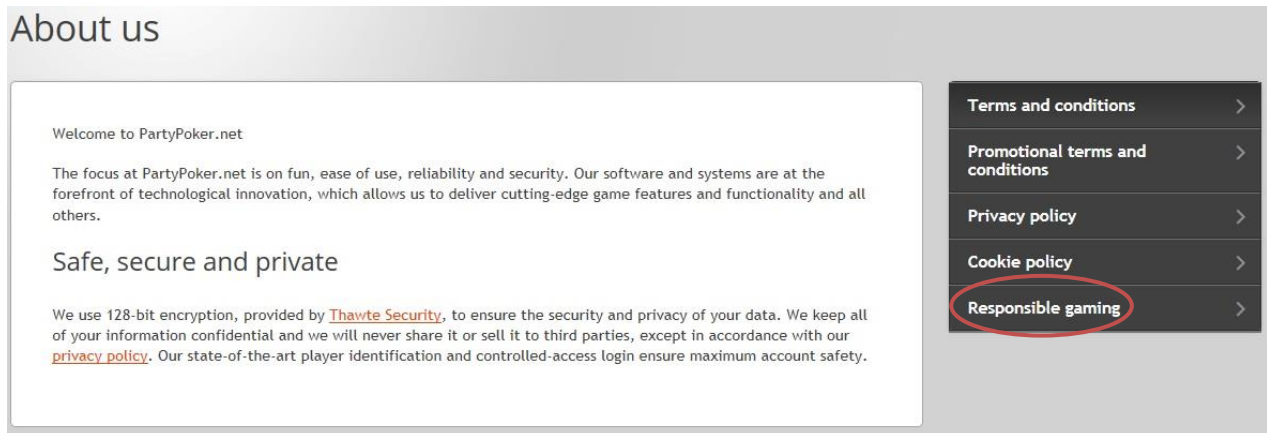 About us
Welcome to PartyPoker.net
The focus at PartyPoker.net is on fun, ease of use, reliability and security. Our software and systems are at the
forefront of technological innovation, which allows us to deliver cutting-edge game features and functionality and all
others.
Safe, secure and private
We use 128-bit encryption, provided by Thawte Security, to ensure the security and privacy of your data. We keep all
of your information confidential and we will never share it or sell it to third parties, except in accordance with our
privacy policy. Our state-of-the-art player identification and controlled-access login ensure maximum account safety.
Terms and conditions
Promotional terms and
conditions
Privacy policy
Cookie policy
Responsible gaming